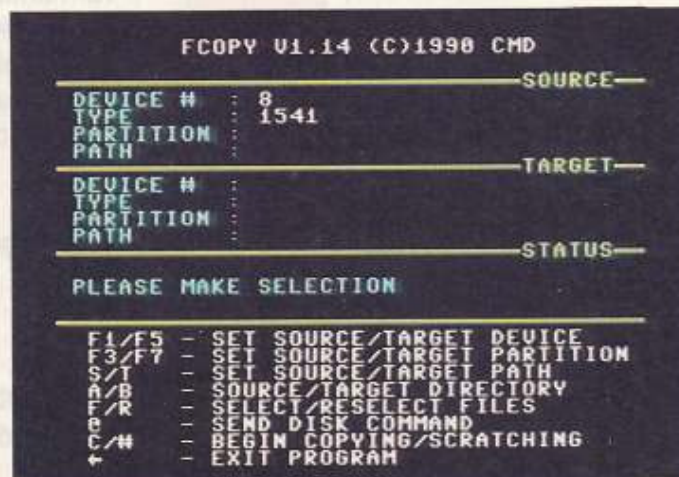 FCOPY V1.14 (C)1990 CMD
SOURCE
DEVICE # : 8
TYPE : 1541
PARTITION :
PATH :
TARGET
DEVICE # :
TYPE :
PARTITION :
PATH :
STATUS
PLEASE MAKE SELECTION
F1/F5 - SET SOURCE/TARGET DEVICE
F3/F7 - SET SOURCE/TARGET PARTITION
S/T - SET SOURCE/TARGET PATH
A/B - SOURCE/TARGET DIRECTORY
F/R - SELECT/RESELECT FILES
@ - SEND DISK COMMAND
C/# - BEGIN COPYING/SCRATCHING
← - EXIT PROGRAM